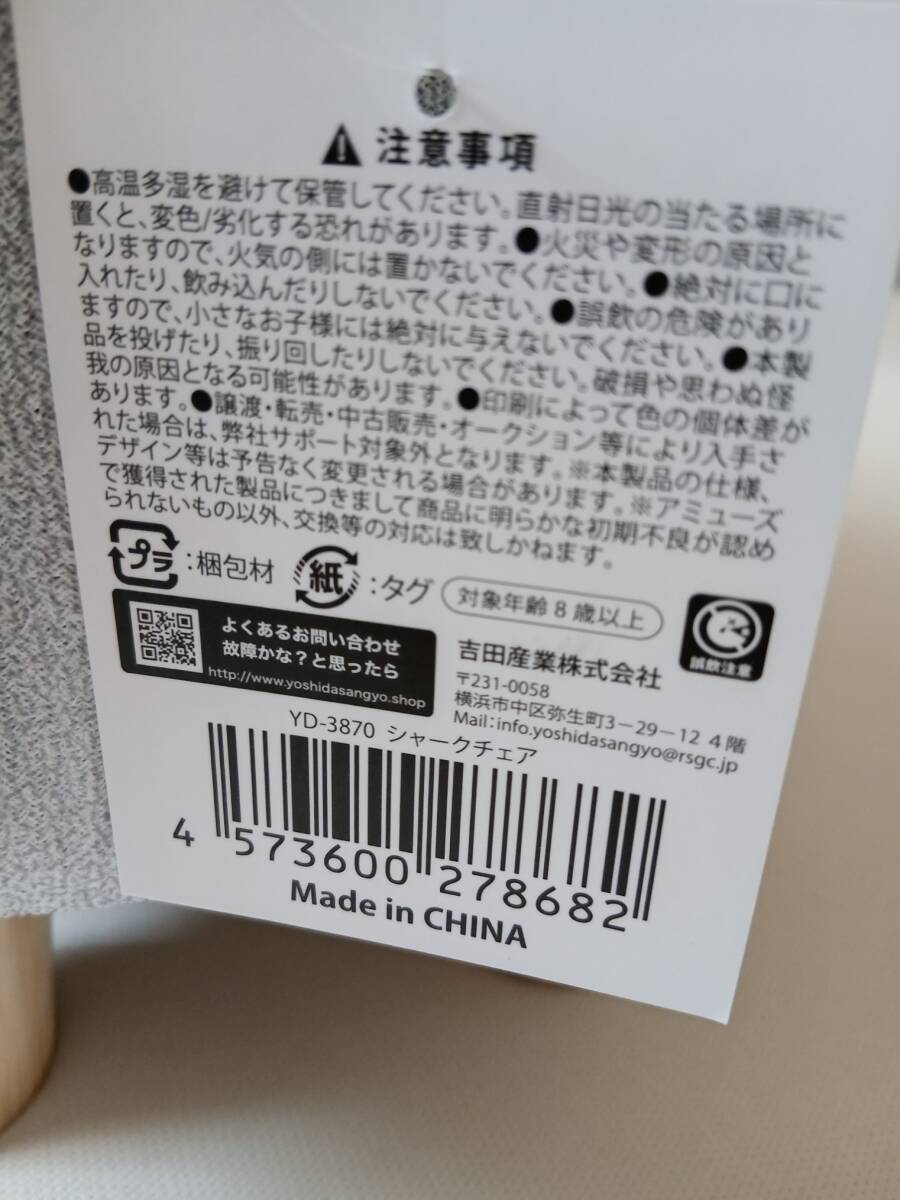 注意事項
●高温多湿を避けて保管してください。直射日光の当たる場所に
置くと、変色/劣化する恐れがあります。●火災や変形の原因と
なりますので、火気の側には置かないでください。●絶対に口に
入れたり、飲み込んだりしないでください。●誤飲の危険があり
ますので、小さなお子様には絶対に与えないでください。●本製
品を投げたり、振り回したりしないでください。破損や思わぬ怪
我の原因となる可能性があります。●印刷によって色の個体差が
あります。●譲渡・転売・中古販売・オークション等により入手さ
れた場合は、弊社サポート対象外となります。※本製品の仕様、
デザイン等は予告なく変更される場合があります。※アミューズ
で獲得された製品につきまして商品に明らかな初期不良が認め
られないもの以外、交換等の対応は致しかねます。
プラ:梱包材 紙:タグ 対象年齢8歳以上
誤飲注意
よくあるお問い合わせ
故障かな?と思ったら
http://www.yoshidasangyo.shop
吉田産業株式会社
〒231-0058
横浜市中区弥生町3-29-12 4階
Mail:info.yoshidasangyo@rsgc.jp
YD-3870 シャークチェア
4 573600 278682
Made in CHINA